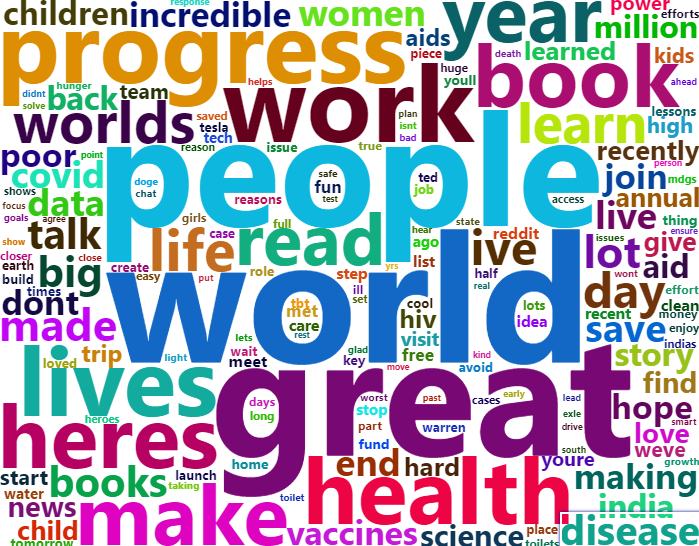 response
power
children incredible women year efforts
million
progress aids piece book kids
death learned ahead
huge youll
hunger helps
didnt back team work plan lessons
solve saved isnt learn high
worlds tesla tech bad
reason issue true recently
poor point people person
covid doge safe ted join mdgs
chat fun job
shows data reasons test access annual
focus agree girls full state live thing
goals talk case read hear reddit ensure
show life ago ive issues give
closer close list lot
earth big create role step yrs half wont aid
build easy put ill real day effort
times world set cool lots clean
dont tbt met hiv idea recent money
made care rest visit save enjoy
lets free indias
trip light wait glad kind story
loved meet key move avoid
lives great find
days worst past cases early lead hope
heroes long stop exle smart
heres part warren drive love
fund south weve
home end hard youre growth
start books launch health making
water taking toilet india
news make place disease
child vaccines science toilets
tomorrow